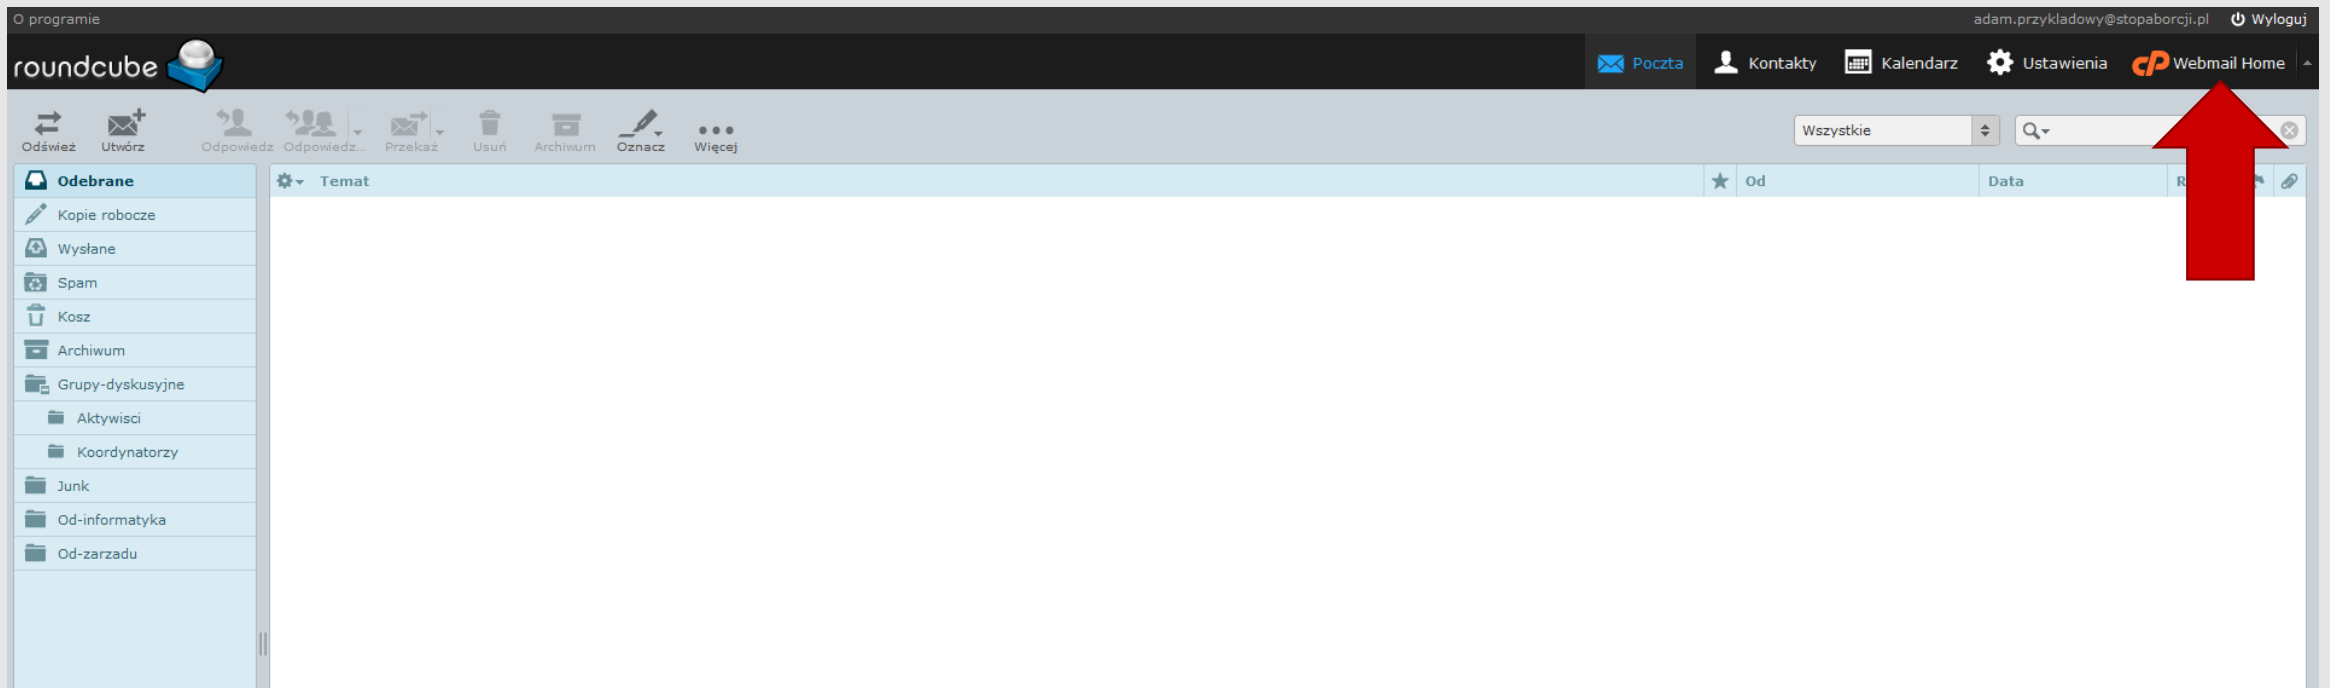 O programie
adam.przykladowy@stopaborcji.pl Wyloguj
roundcube
Poczta Kontakty Kalendarz Ustawienia cP Webmail Home
Odśwież Utwórz Odpowiedz Odpowiedz... Przekaż Usuń Archiwum Oznacz Więcej
Wszystkie
Odebrane
Kopie robocze
Wysłane
Spam
Kosz
Archiwum
Grupy-dyskusyjne
Aktywisci
Koordynatorzy
Junk
Od-informatyka
Od-zarzadu
Temat Od Data